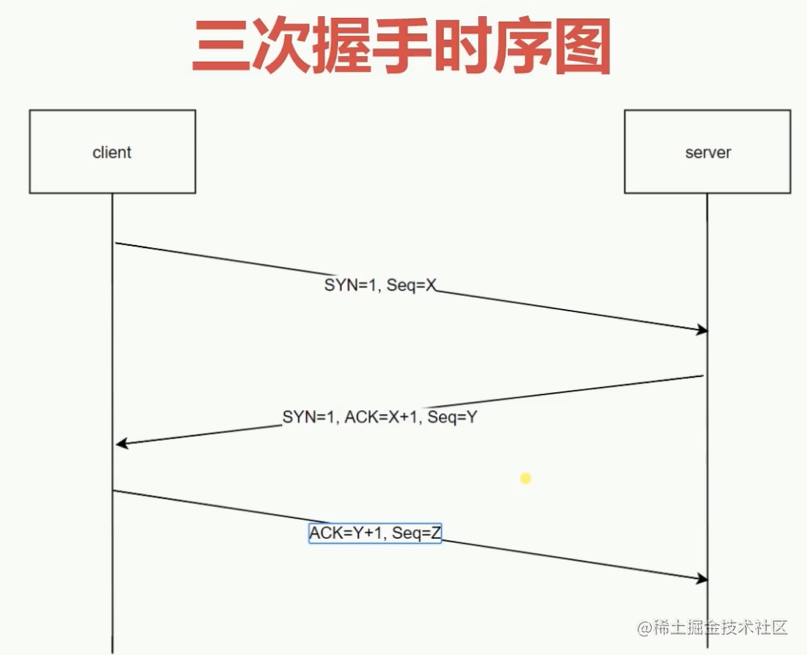 三次握手时序图
client
server
SYN=1, Seq=X
SYN=1, ACK=X+1, Seq=Y
ACK=Y+1, Seq=Z
@稀土掘金技术社区